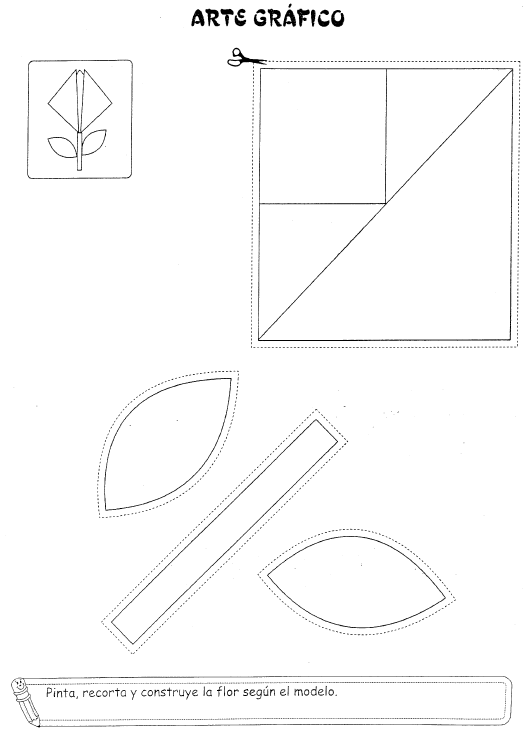 ARTE GRÁFICO
Pinta, recorta y construye la flor según el modelo.